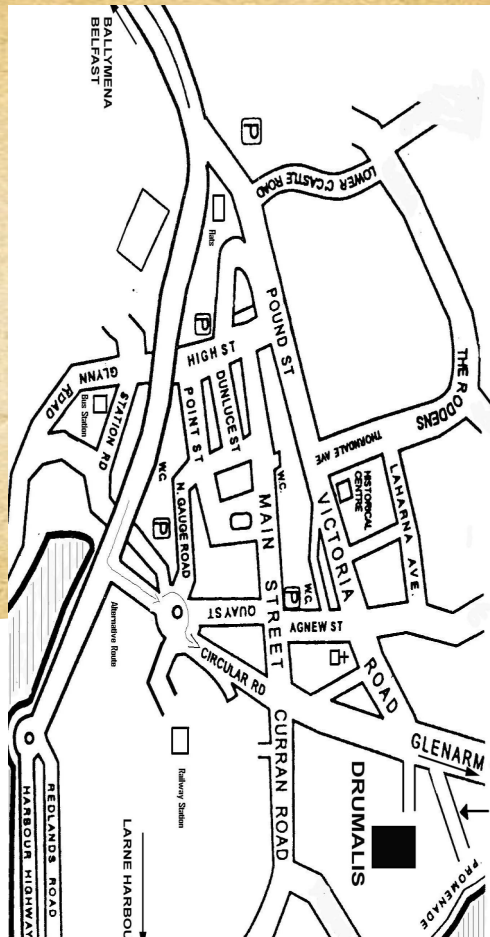 BALLYMENA
BELFAST
P
LOWER C'CASTLE ROAD
Flats
POUND ST
THE RODDENS
P
HIGH ST
GLYNN ROAD
Bus Station
STATION RD
POINT ST
DUNLUCE ST
THORNDALE AVE
HISTORICAL
CENTRE
LAHARNA AVE.
W.C.
W.C.
N. GAUGE ROAD
MAIN STREET
VICTORIA ROAD
P
P
W.C.
QUAY ST
AGNEW ST
Alternative Route
CIRCULAR RD
Railway Station
CURRAN ROAD
GLENARM
DRUMALIS
PROMENADE
REDLANDS ROAD
HARBOUR HIGHWAY
LARNE HARBOU